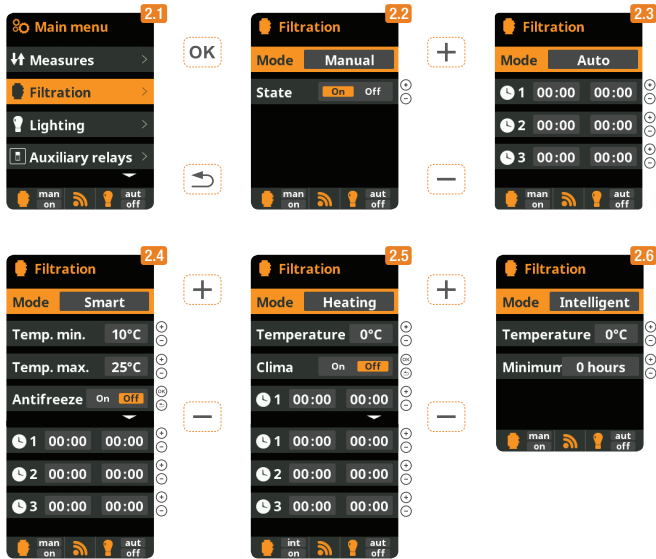 2.1
Main menu
Measures
Filtration
Lighting
Auxiliary relays
man on
aut off
OK
2.2
Filtration
Mode Manual
State On Off
man on
aut off
2.3
Filtration
Mode Auto
1 00:00 00:00
2 00:00 00:00
3 00:00 00:00
man on
aut off
2.4
Filtration
Mode Smart
Temp. min. 10°C
Temp. max. 25°C
Antifreeze On Off
OK
1 00:00 00:00
2 00:00 00:00
3 00:00 00:00
man on
aut off
2.5
Filtration
Mode Heating
Temperature 0°C
Clima On Off
OK
1 00:00 00:00
1 00:00 00:00
2 00:00 00:00
3 00:00 00:00
int on
aut off
2.6
Filtration
Mode Intelligent
Temperature 0°C
Minimum 0 hours
man on
aut off